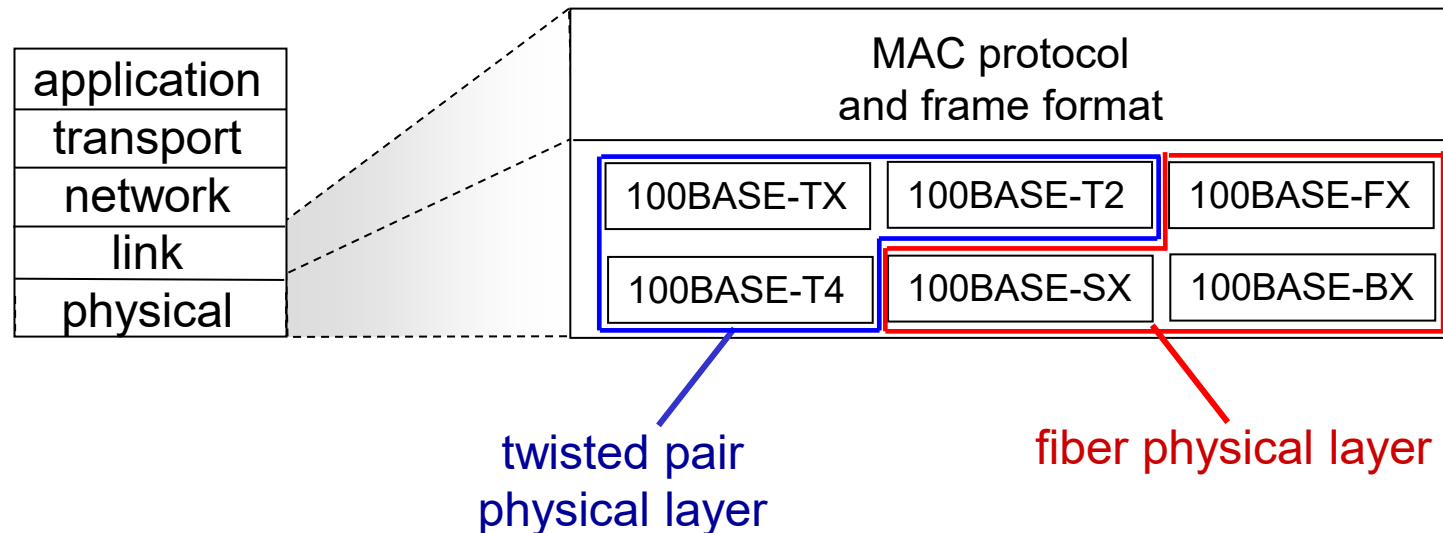 application
transport
network
link
physical
MAC protocol
and frame format
100BASE-TX
100BASE-T2
100BASE-FX
100BASE-T4
100BASE-SX
100BASE-BX
twisted pair
physical layer
fiber physical layer